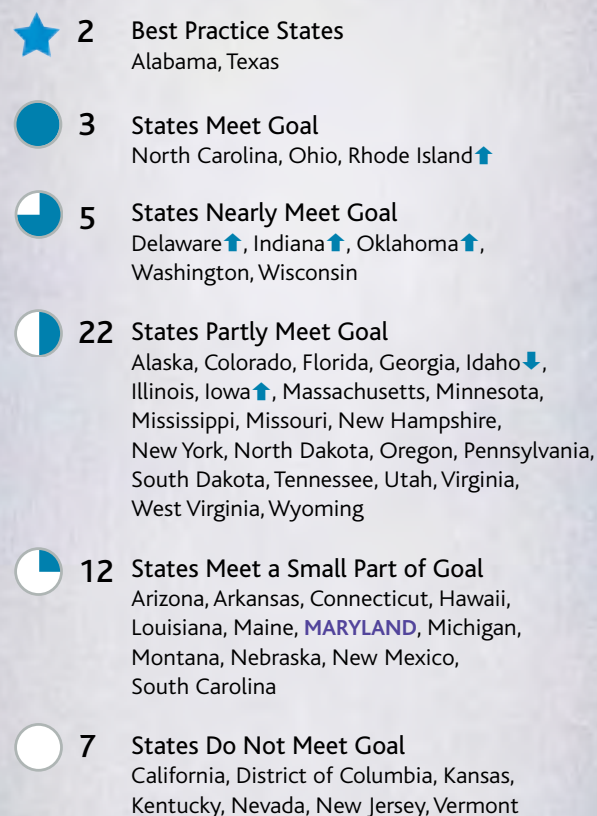 2 Best Practice States
Alabama, Texas
3 States Meet Goal
North Carolina, Ohio, Rhode Island⬆
5 States Nearly Meet Goal
Delaware⬆, Indiana⬆, Oklahoma⬆,
Washington, Wisconsin
22 States Partly Meet Goal
Alaska, Colorado, Florida, Georgia, Idaho⬇,
Illinois, Iowa⬆, Massachusetts, Minnesota,
Mississippi, Missouri, New Hampshire,
New York, North Dakota, Oregon, Pennsylvania,
South Dakota, Tennessee, Utah, Virginia,
West Virginia, Wyoming
12 States Meet a Small Part of Goal
Arizona, Arkansas, Connecticut, Hawaii,
Louisiana, Maine, MARYLAND, Michigan,
Montana, Nebraska, New Mexico,
South Carolina
7 States Do Not Meet Goal
California, District of Columbia, Kansas,
Kentucky, Nevada, New Jersey, Vermont